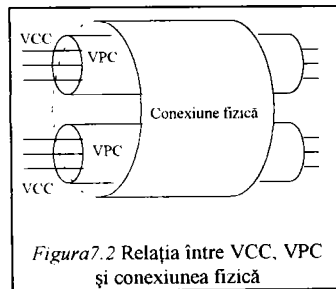 VCC
VPC
Conexiune fizică
VPC
VCC
Figura7.2 Relația între VCC, VPC
și conexiunea fizică